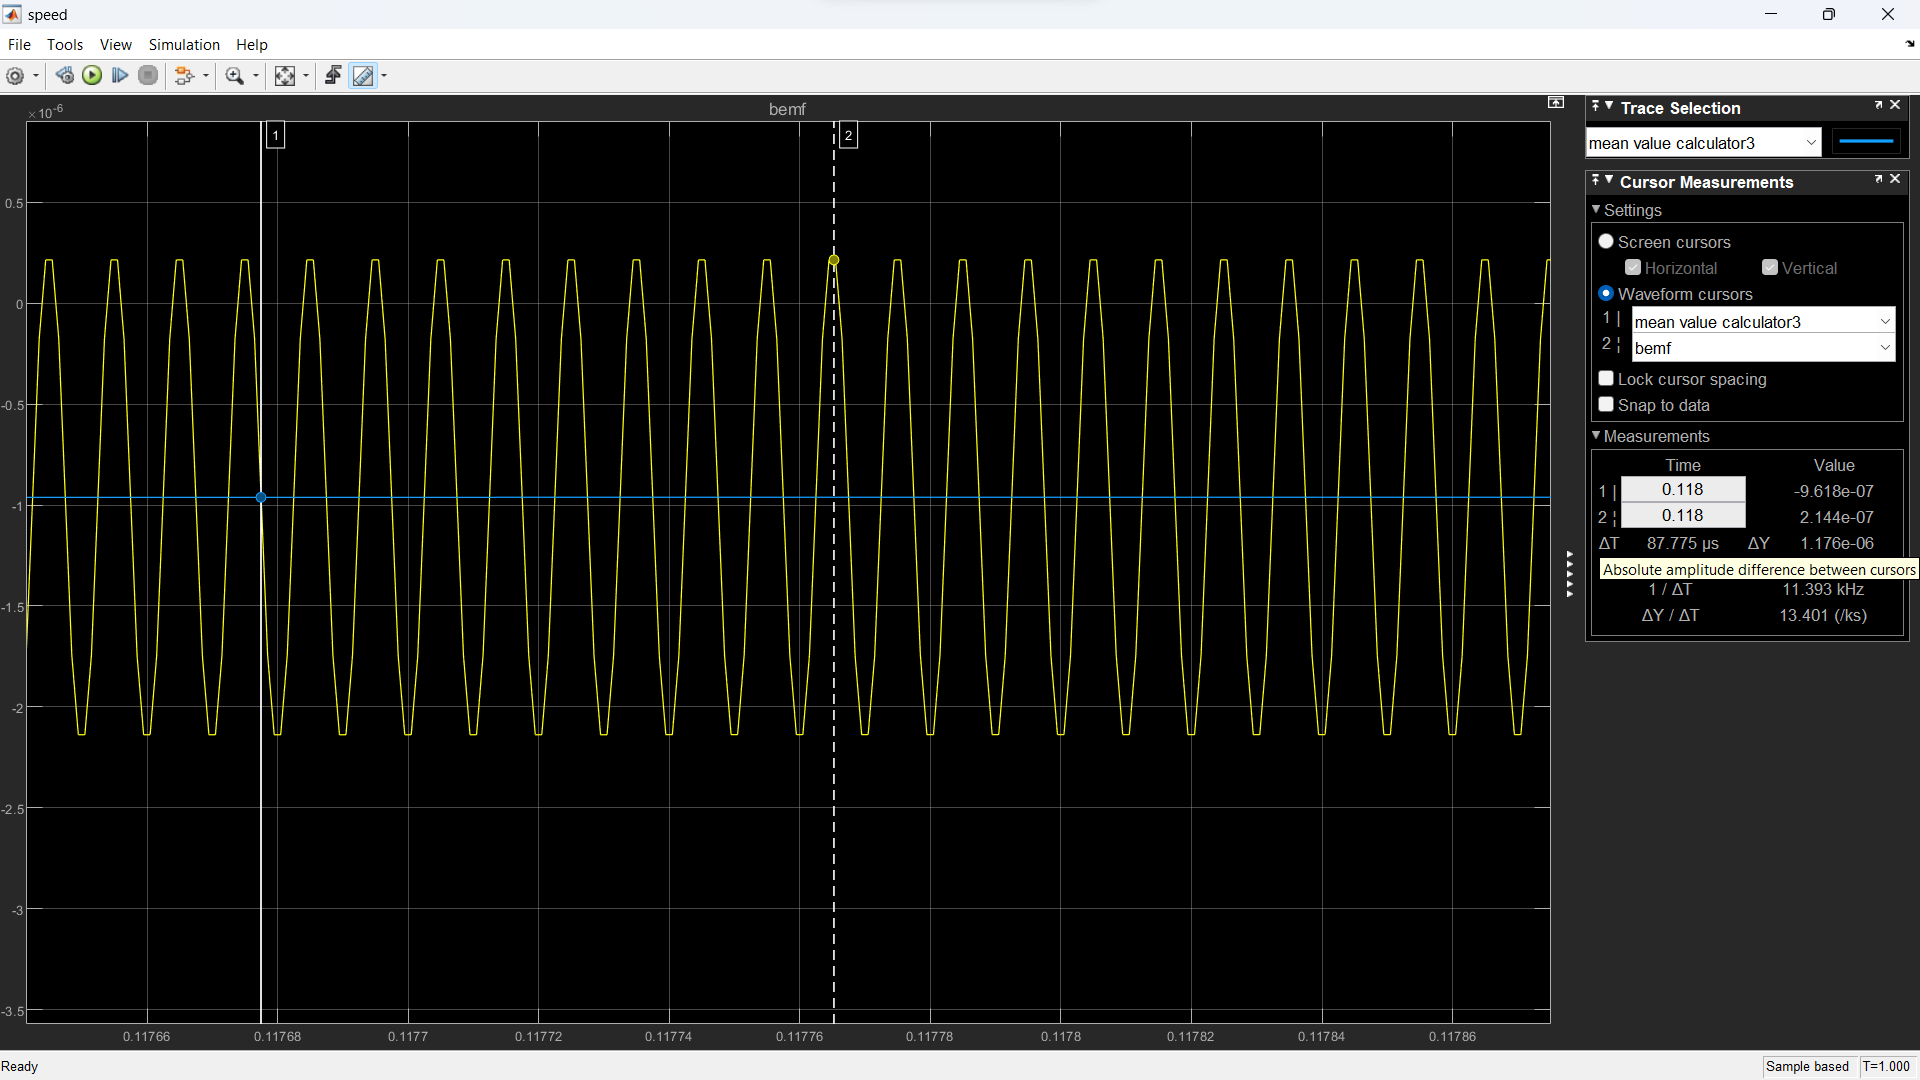 speed
File Tools View Simulation Help
×10-6
bemf
1
2
0.5
0
-0.5
-1
-1.5
-2
-2.5
-3
-3.5
0.11766 0.11768 0.1177 0.11772 0.11774 0.11776 0.11778 0.1178 0.11782 0.11784 0.11786
Trace Selection
mean value calculator3
Cursor Measurements
Settings
Screen cursors
Horizontal Vertical
Waveform cursors
1 mean value calculator3
2 bemf
Lock cursor spacing
Snap to data
Measurements
Time Value
1 0.118 -9.618e-07
2 0.118 2.144e-07
ΔT 87.775 µs ΔY 1.176e-06
Absolute amplitude difference between cursors
1 / ΔT 11.393 kHz
ΔY / ΔT 13.401 (/ks)
Ready
Sample based T=1.000